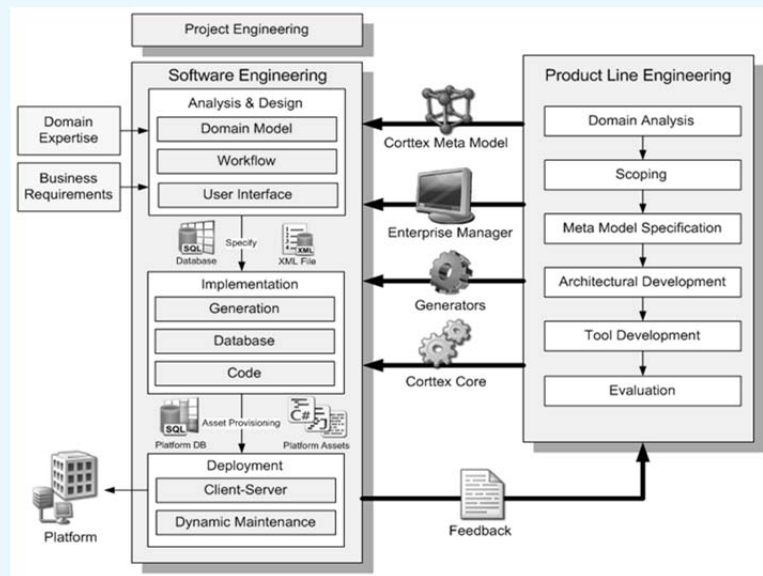 Project Engineering
Software Engineering
Analysis & Design
Domain Model
Workflow
User Interface
Domain
Expertise
Business
Requirements
SQL
Database
Specify
XML
XML File
Implementation
Generation
Database
Code
SQL
Platform DB
Asset Provisioning
C#
J
Platform Assets
Deployment
Client-Server
Dynamic Maintenance
Platform
Corttex Meta Model
Enterprise Manager
Generators
Corttex Core
Feedback
Product Line Engineering
Domain Analysis
Scoping
Meta Model Specification
Architectural Development
Tool Development
Evaluation